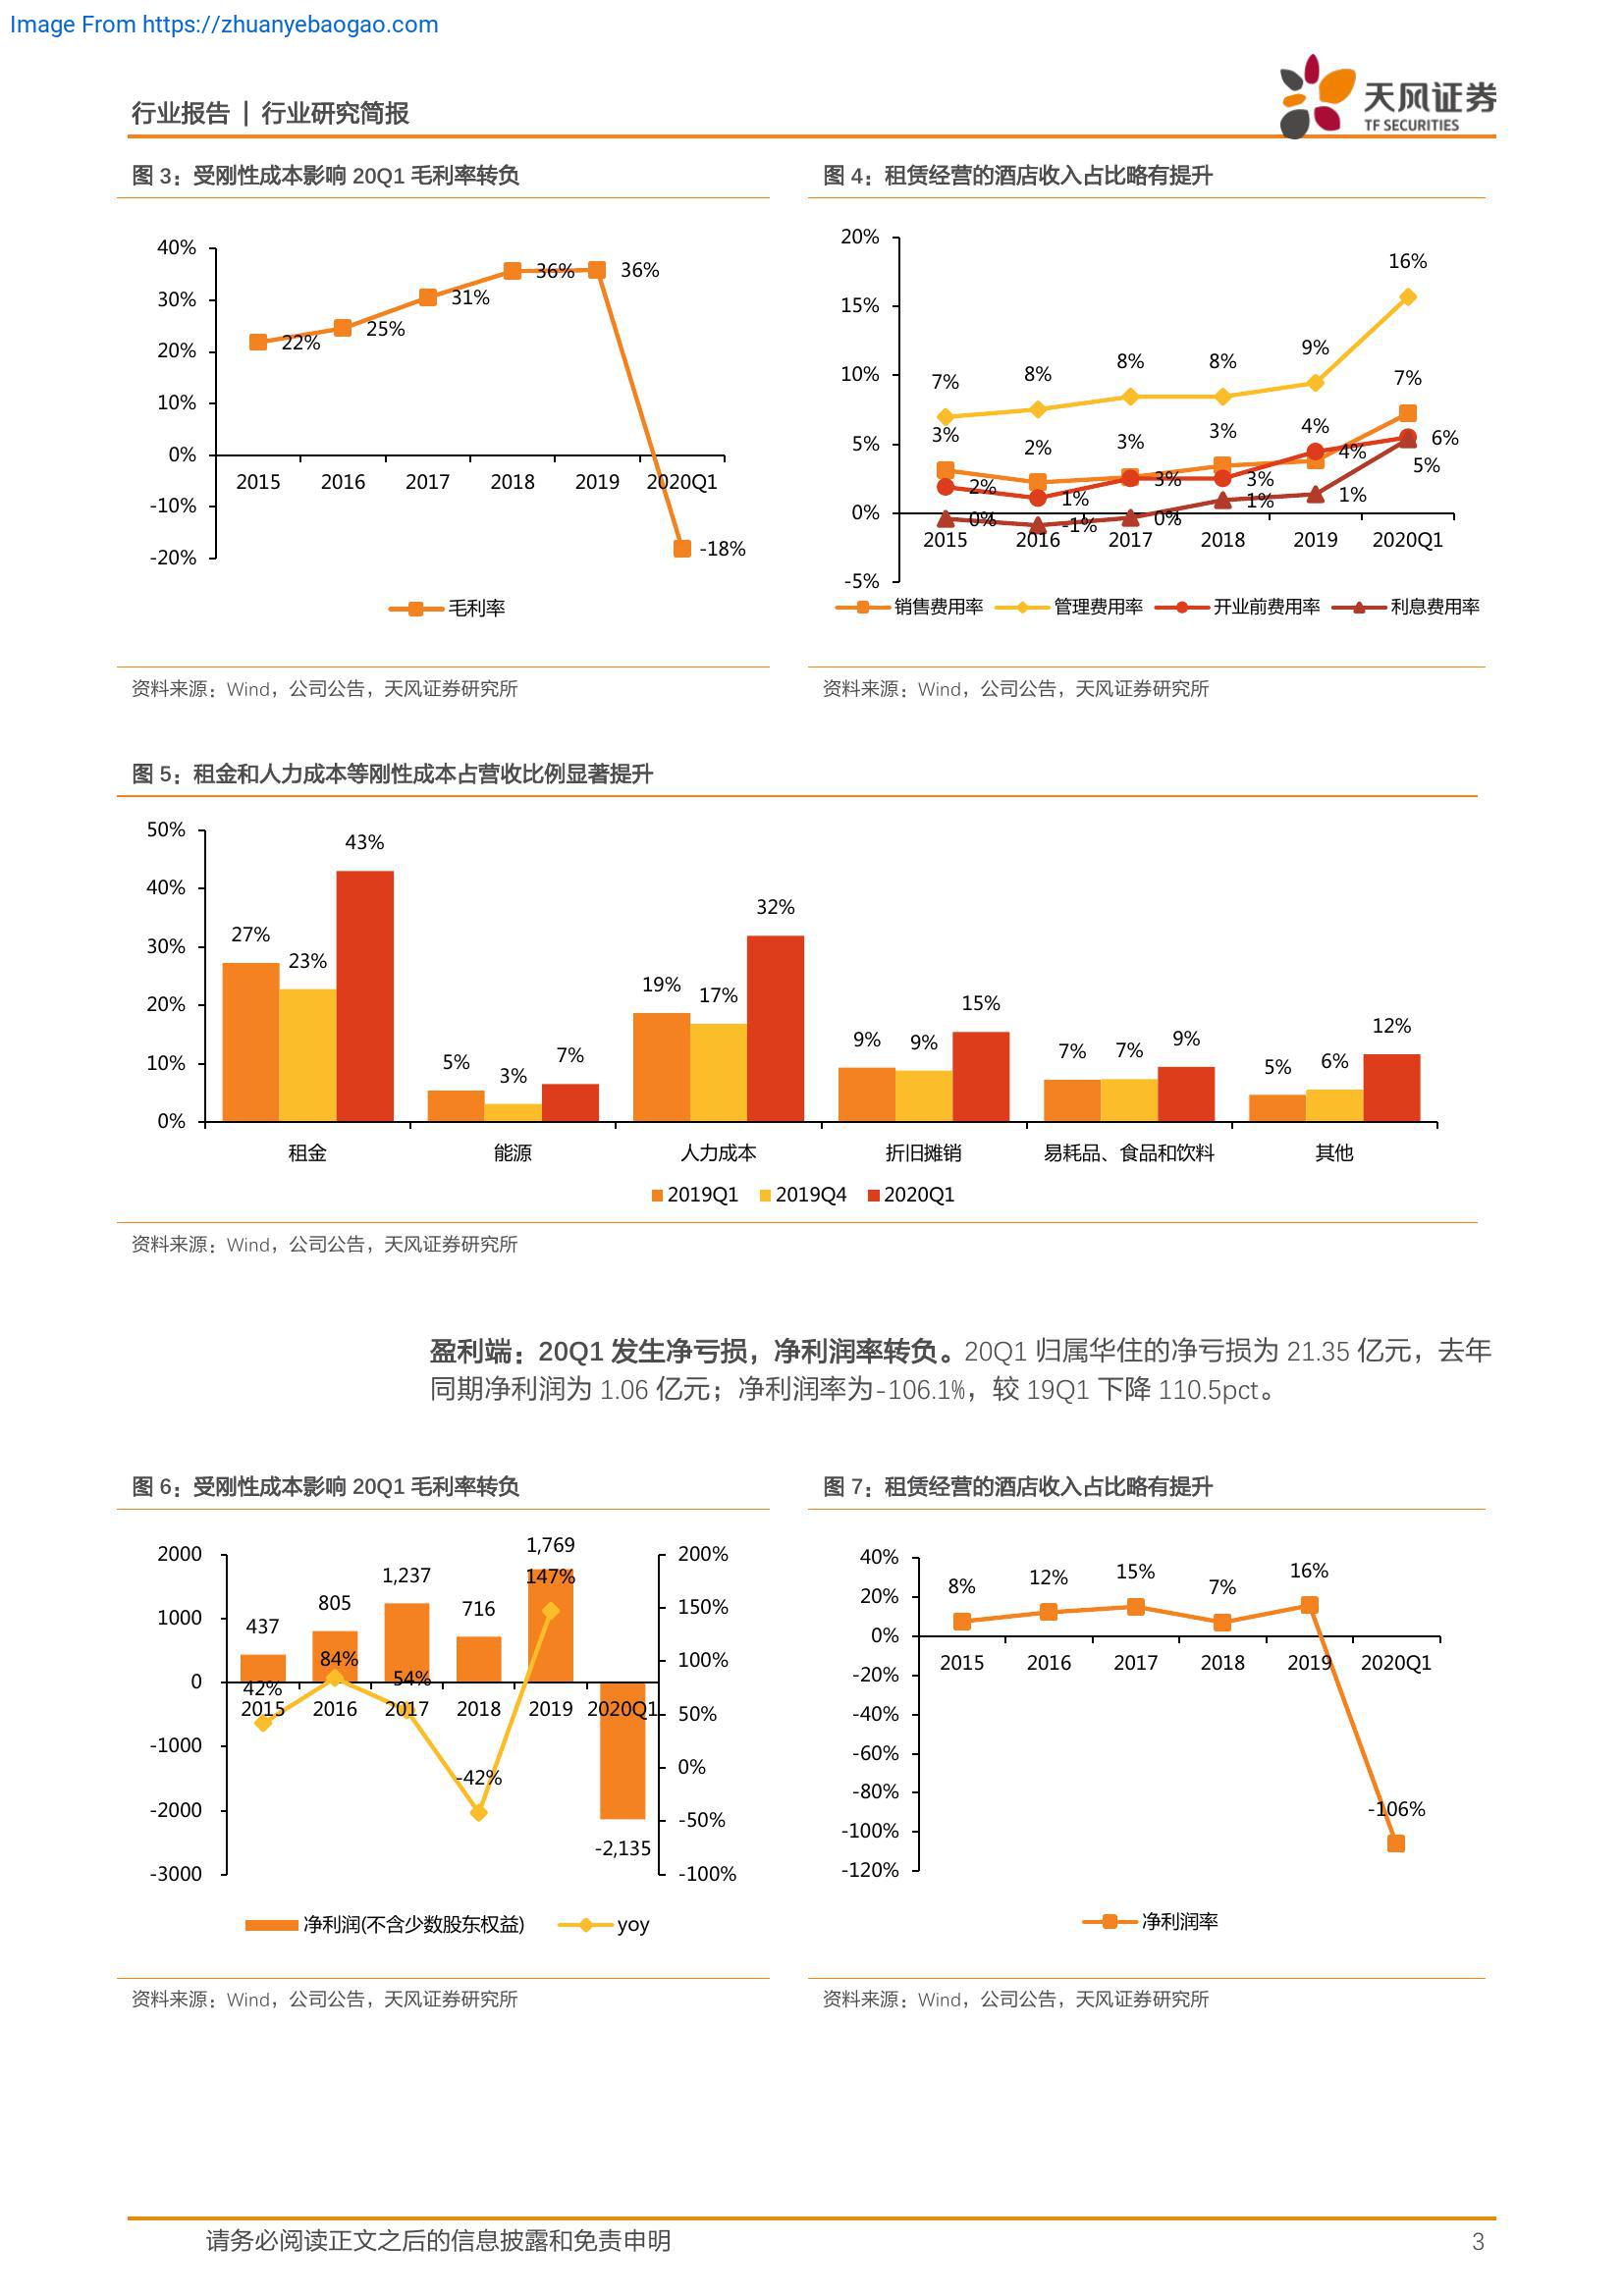 Image From https://zhuanyebaogao.com
行业报告 | 行业研究简报
天风证券
TF SECURITIES
图 3：受刚性成本影响 20Q1 毛利率转负
40%
30%
20%
10%
0%
-10%
-20%
22%
25%
31%
36%
36%
-18%
2015 2016 2017 2018 2019 2020Q1
毛利率
资料来源：Wind，公司公告，天风证券研究所
图 4：租赁经营的酒店收入占比略有提升
20%
15%
10%
5%
0%
-5%
7% 8% 8% 8% 9% 16%
3% 2% 3% 3% 4% 7%
2% 1% 3% 3% 4% 6%
0% -1% 0% 1% 1% 5%
2015 2016 2017 2018 2019 2020Q1
销售费用率 管理费用率 开业前费用率 利息费用率
资料来源：Wind，公司公告，天风证券研究所
图 5：租金和人力成本等刚性成本占营收比例显著提升
50%
40%
30%
20%
10%
0%
27% 23% 43%
5% 3% 7%
19% 17% 32%
9% 9% 15%
7% 7% 9%
5% 6% 12%
租金 能源 人力成本 折旧摊销 易耗品、食品和饮料 其他
2019Q1 2019Q4 2020Q1
资料来源：Wind，公司公告，天风证券研究所
盈利端：20Q1 发生净亏损，净利润率转负。20Q1 归属华住的净亏损为 21.35 亿元，去年
同期净利润为 1.06 亿元；净利润率为-106.1%，较 19Q1 下降 110.5pct。
图 6：受刚性成本影响 20Q1 毛利率转负
2000
1000
0
-1000
-2000
-3000
437 805 1,237 716 1,769 -2,135
42% 84% 54% -42% 147%
2015 2016 2017 2018 2019 2020Q1
200%
150%
100%
50%
0%
-50%
-100%
净利润(不含少数股东权益) yoy
资料来源：Wind，公司公告，天风证券研究所
图 7：租赁经营的酒店收入占比略有提升
40%
20%
0%
-20%
-40%
-60%
-80%
-100%
-120%
8% 12% 15% 7% 16% -106%
2015 2016 2017 2018 2019 2020Q1
净利润率
资料来源：Wind，公司公告，天风证券研究所
请务必阅读正文之后的信息披露和免责申明 3